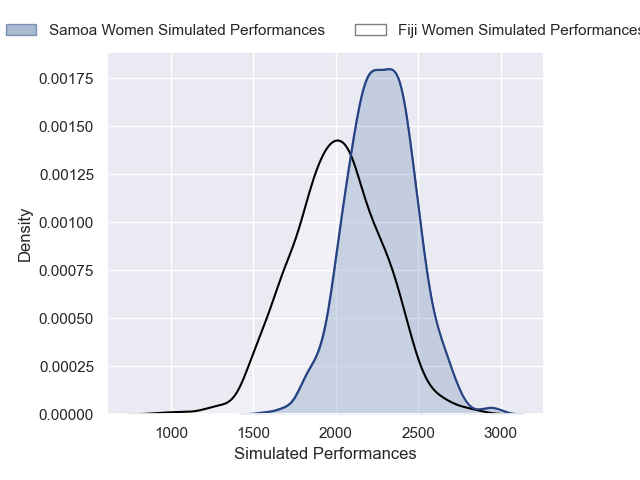 Samoa Women Simulated Performances
Fiji Women Simulated Performances
0.00175
0.00150
0.00125
0.00100
0.00075
0.00050
0.00025
0.00000
Density
1000 1500 2000 2500 3000
Simulated Performances